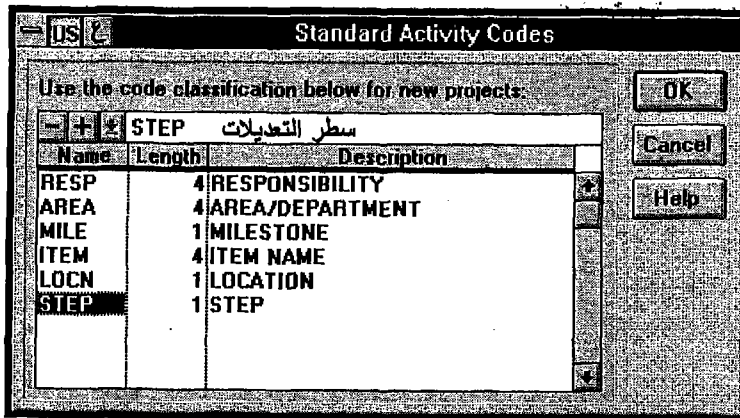 US ع Standard Activity Codes
Use the code classification below for new projects:
OK
- + STEP سطر التعديلات
Cancel
Name Length Description
Help
RESP 4 RESPONSIBILITY
AREA 4 AREA/DEPARTMENT
MILE 1 MILESTONE
ITEM 4 ITEM NAME
LOCN 1 LOCATION
STEP 1 STEP